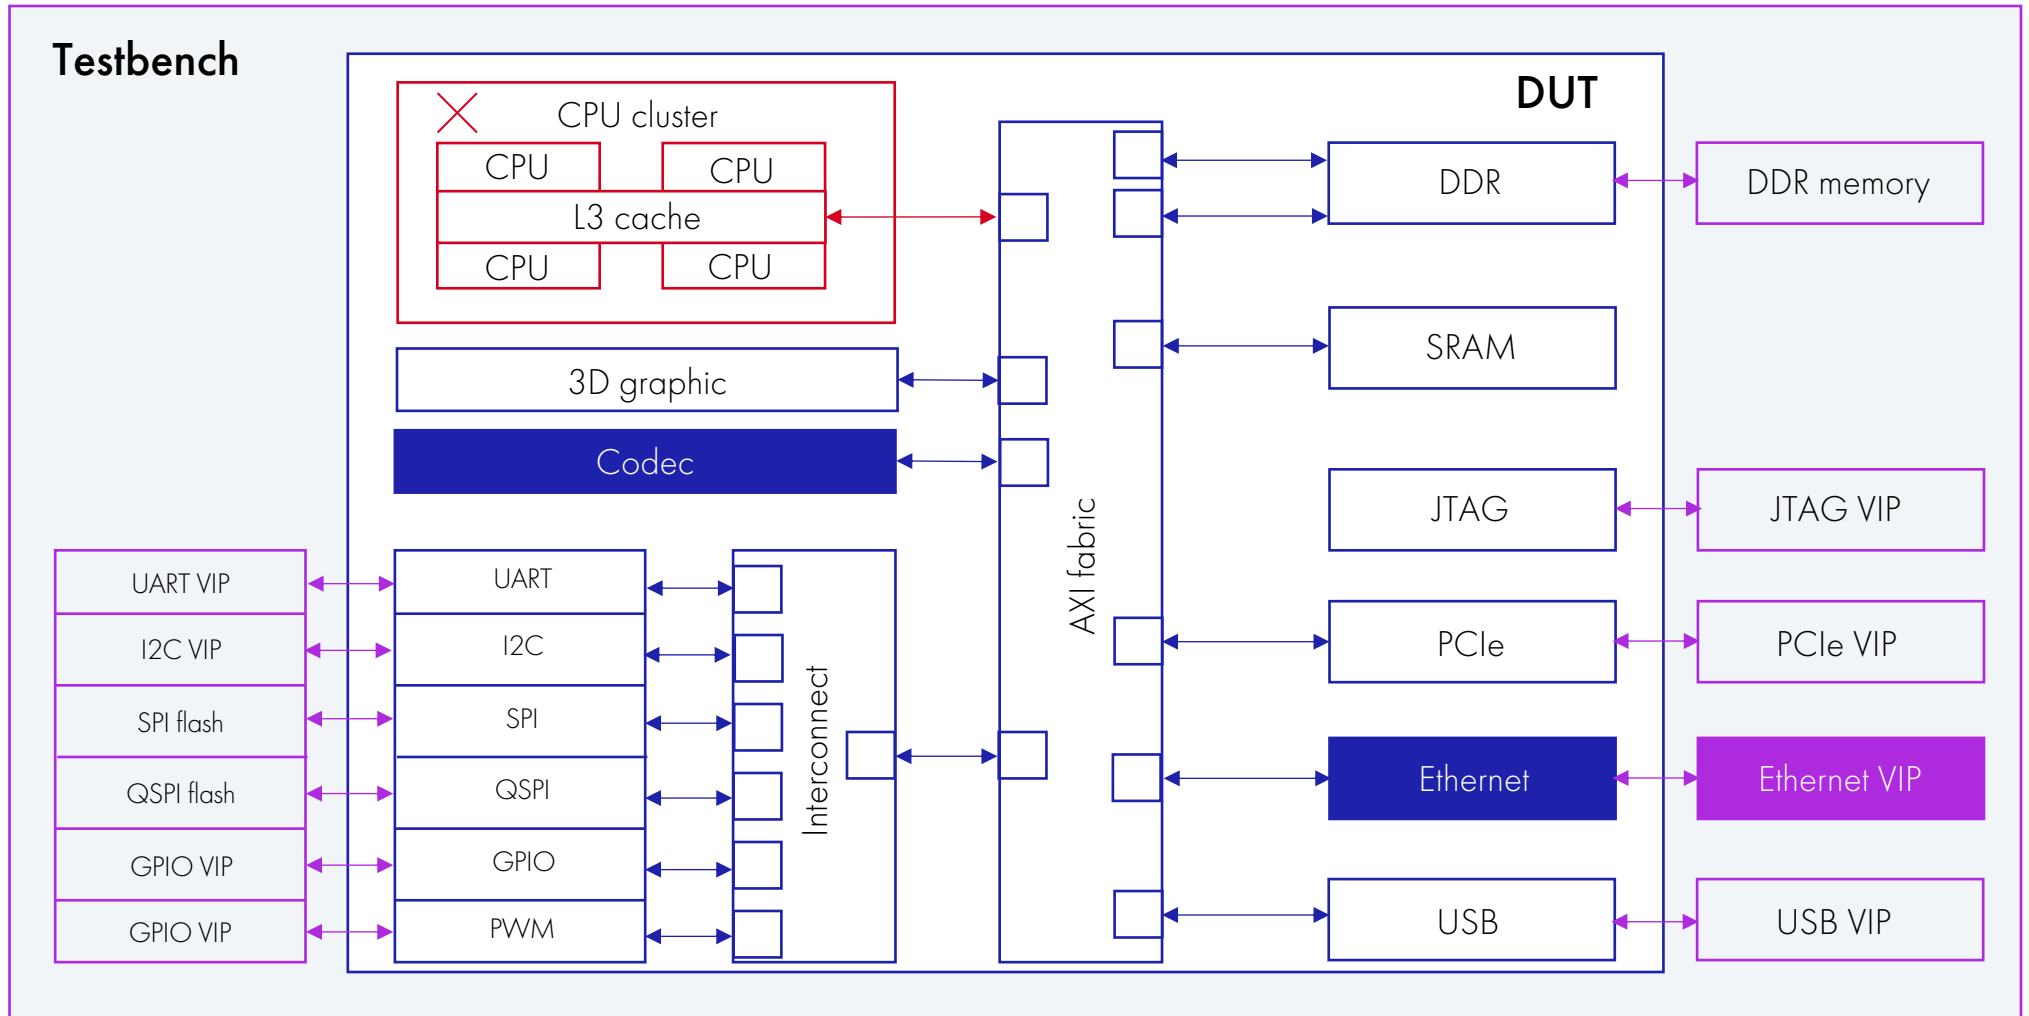 Testbench
DUT
CPU cluster
CPU
CPU
L3 cache
CPU
CPU
3D graphic
Codec
UART VIP
I2C VIP
SPI flash
QSPI flash
GPIO VIP
GPIO VIP
UART
I2C
SPI
QSPI
GPIO
PWM
Interconnect
AXI fabric
DDR
SRAM
JTAG
PCIe
Ethernet
USB
DDR memory
JTAG VIP
PCIe VIP
Ethernet VIP
USB VIP